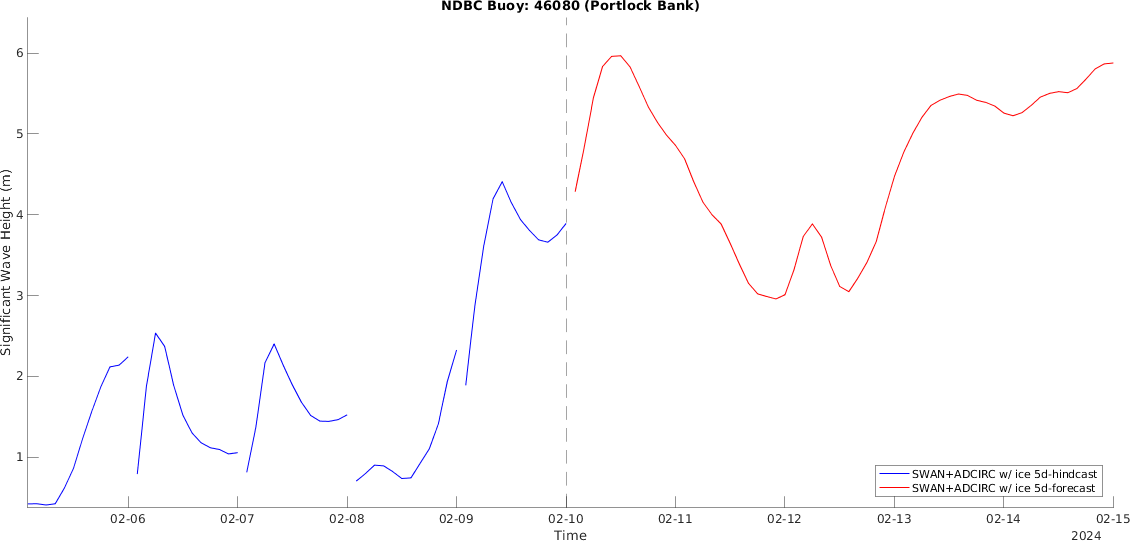 NDBC Buoy: 46080 (Portlock Bank)
6
5
4
3
2
1
Significant Wave Height (m)
SWAN+ADCIRC w/ ice 5d-hindcast
SWAN+ADCIRC w/ ice 5d-forecast
02-06 02-07 02-08 02-09 02-10 02-11 02-12 02-13 02-14 02-15
Time
2024